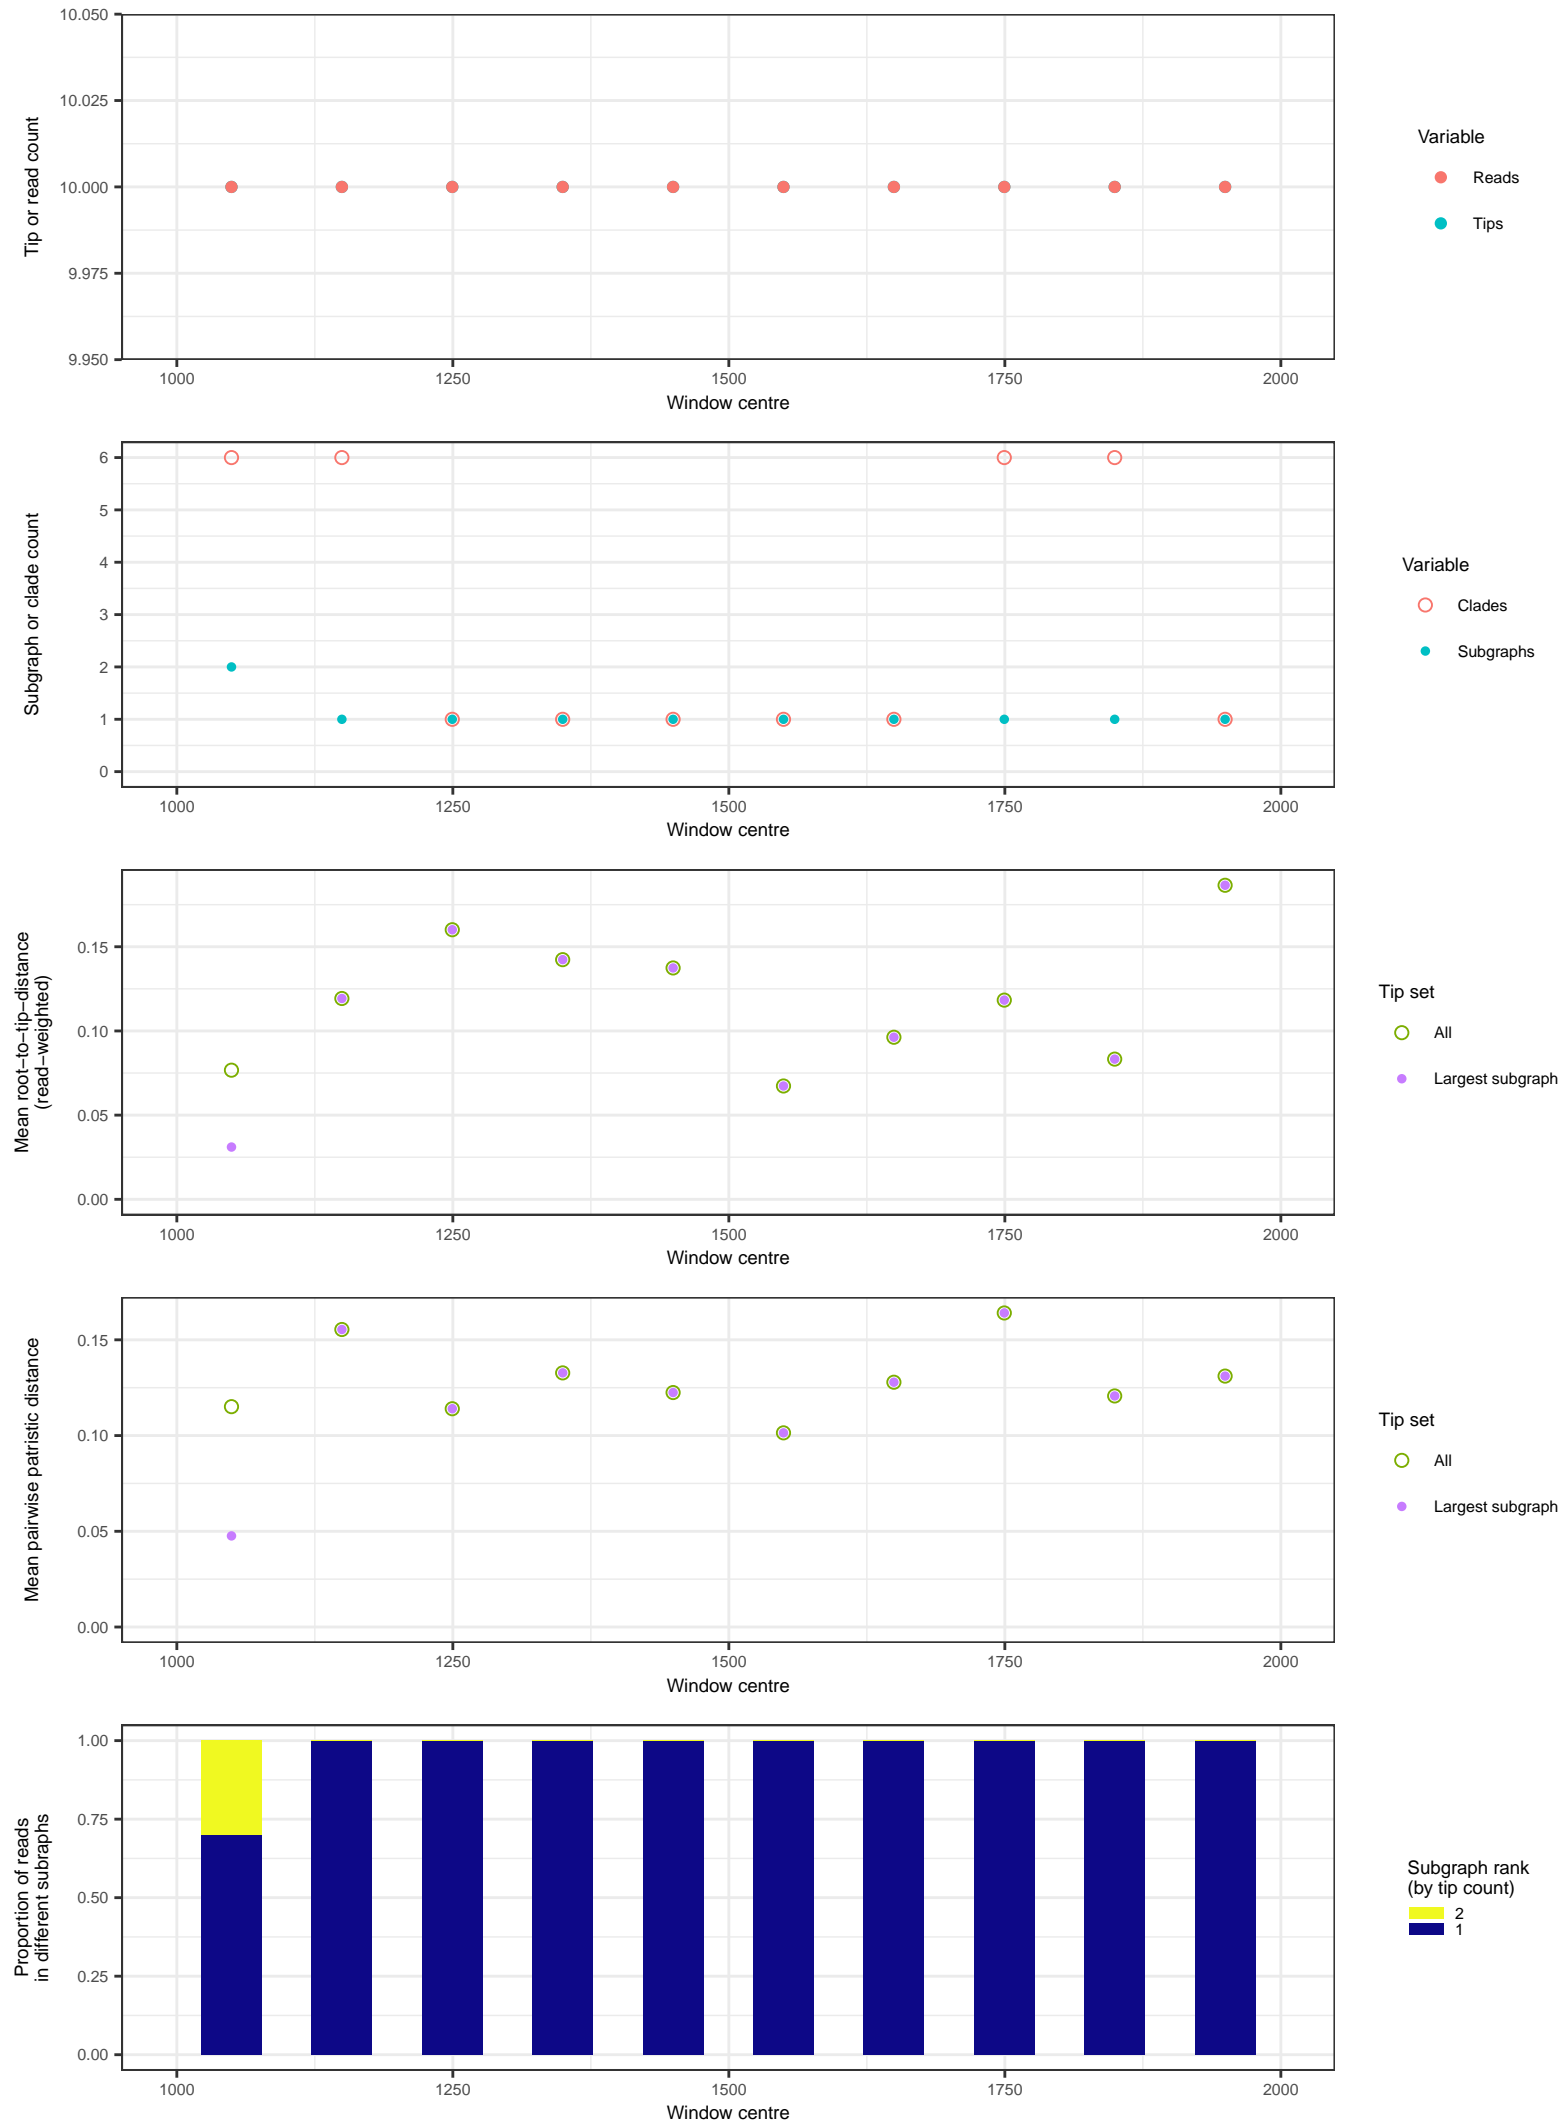 10.050
10.025
10.000
9.975
9.950
Tip or read count
1000 1250 1500 1750 2000
Window centre
Variable
Reads
Tips
6
5
4
3
2
1
0
Subgraph or clade count
1000 1250 1500 1750 2000
Window centre
Variable
Clades
Subgraphs
0.15
0.10
0.05
0.00
Mean root−to−tip−distance
(read−weighted)
1000 1250 1500 1750 2000
Window centre
Tip set
All
Largest subgraph
0.15
0.10
0.05
0.00
Mean pairwise patristic distance
1000 1250 1500 1750 2000
Window centre
Tip set
All
Largest subgraph
1.00
0.75
0.50
0.25
0.00
Proportion of reads
in different subraphs
1000 1250 1500 1750 2000
Window centre
Subgraph rank
(by tip count)
2
1